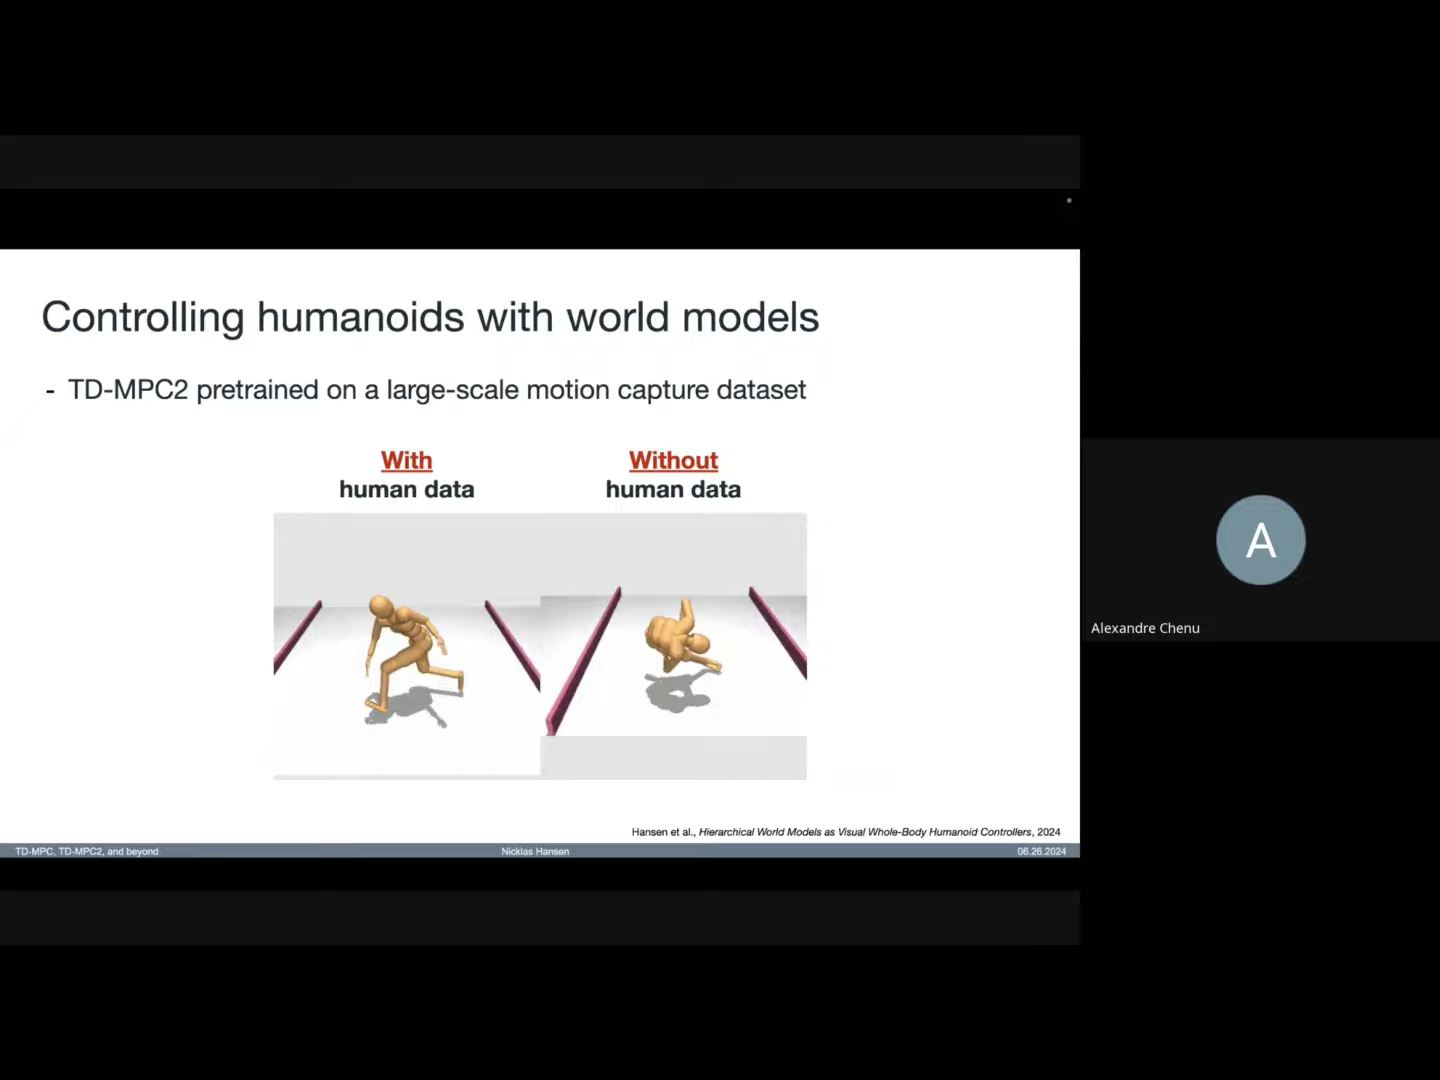 Controlling humanoids with world models
- TD-MPC2 pretrained on a large-scale motion capture dataset
With
human data
Without
human data
A
Alexandre Chenu
Hansen et al., Hierarchical World Models as Visual Whole-Body Humanoid Controllers, 2024
TD-MPC, TD-MPC2, and beyond
Nicklas Hansen
06.26.2024